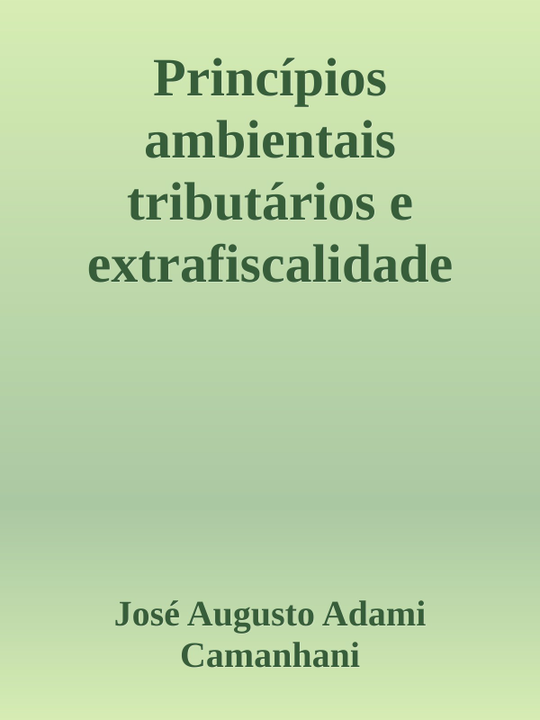 Princípios
ambientais
tributários e
extrafiscalidade
José Augusto Adami
Camanhani